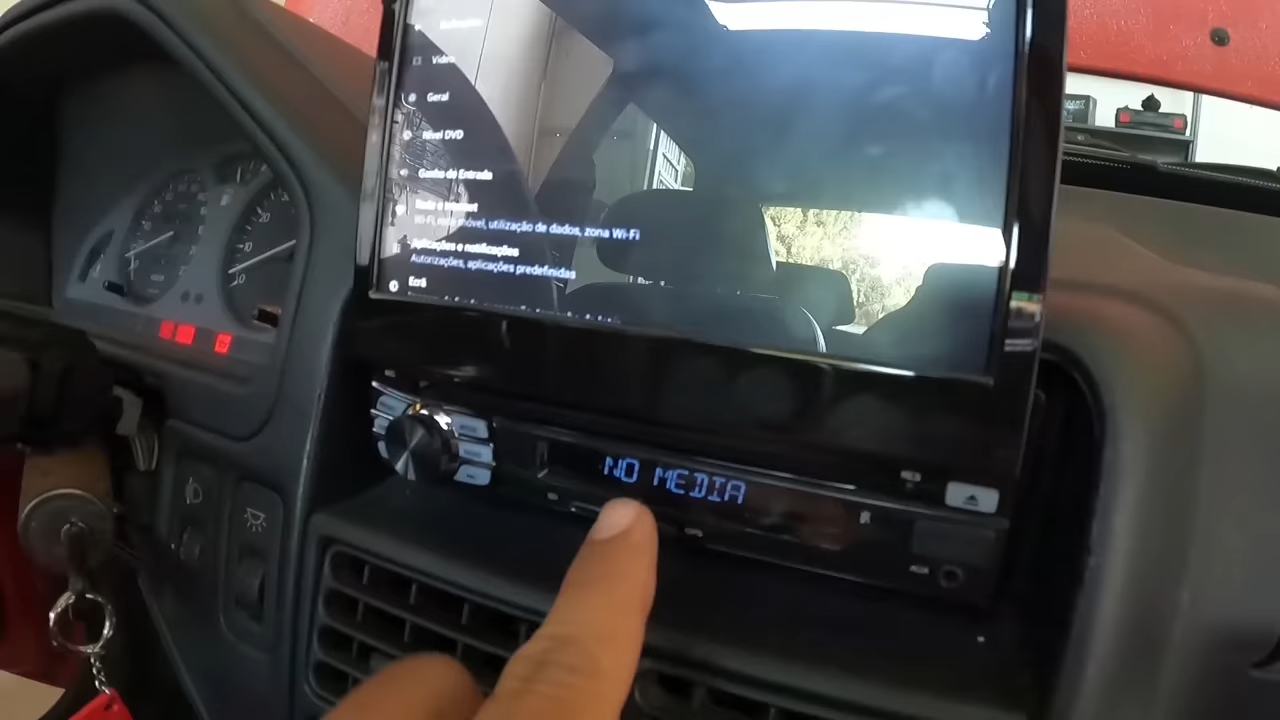 Vídeo
Geral
Nível DVD
Ganho de Entrada
Rede e Internet
Wi-Fi, rede móvel, utilização de dados, zona Wi-Fi
Aplicações e notificações
Autorizações, aplicações predefinidas
Ecrã
NO MEDIA
AUX